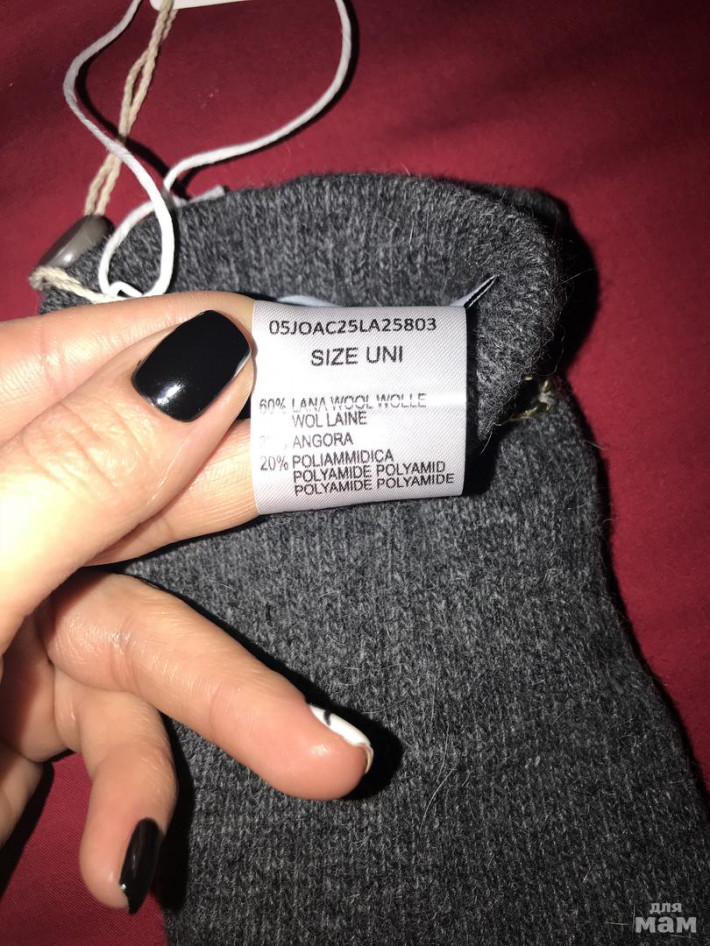 05JOAC25LA25803
SIZE UNI
60% LANA WOOL WOLLE
WOL LAINE
ANGORA
20% POLIAMMIDICA
POLYAMIDE POLYAMID
POLYAMIDE POLYAMIDE
для
мам